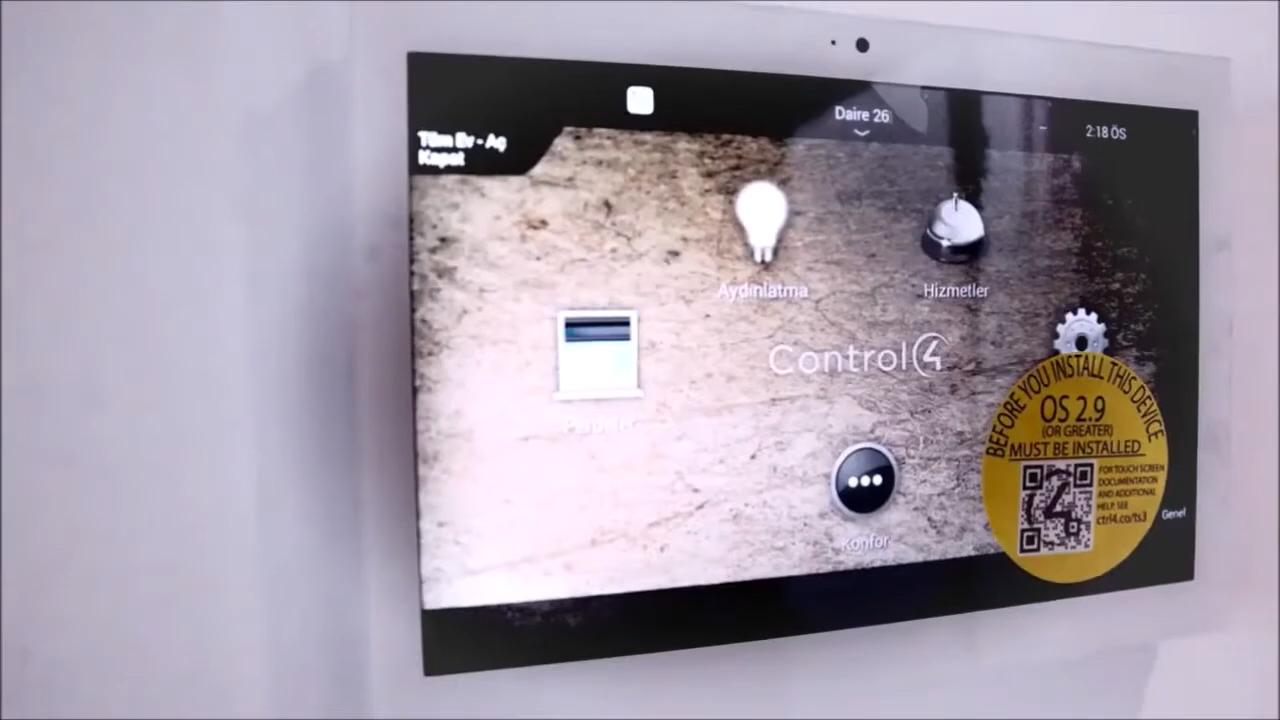 Daire 26
2:18 ÖS
Tüm Ev - Aç
Kapat
Aydınlatma
Hizmetler
Control4
Perdeler
Konfor
Genel
BEFORE YOU INSTALL THIS DEVICE
OS 2.9
(OR GREATER)
MUST BE INSTALLED
FOR TOUCH SCREEN
DOCUMENTATION
AND ADDITIONAL
HELP, SEE
ctrl4.co/ts3